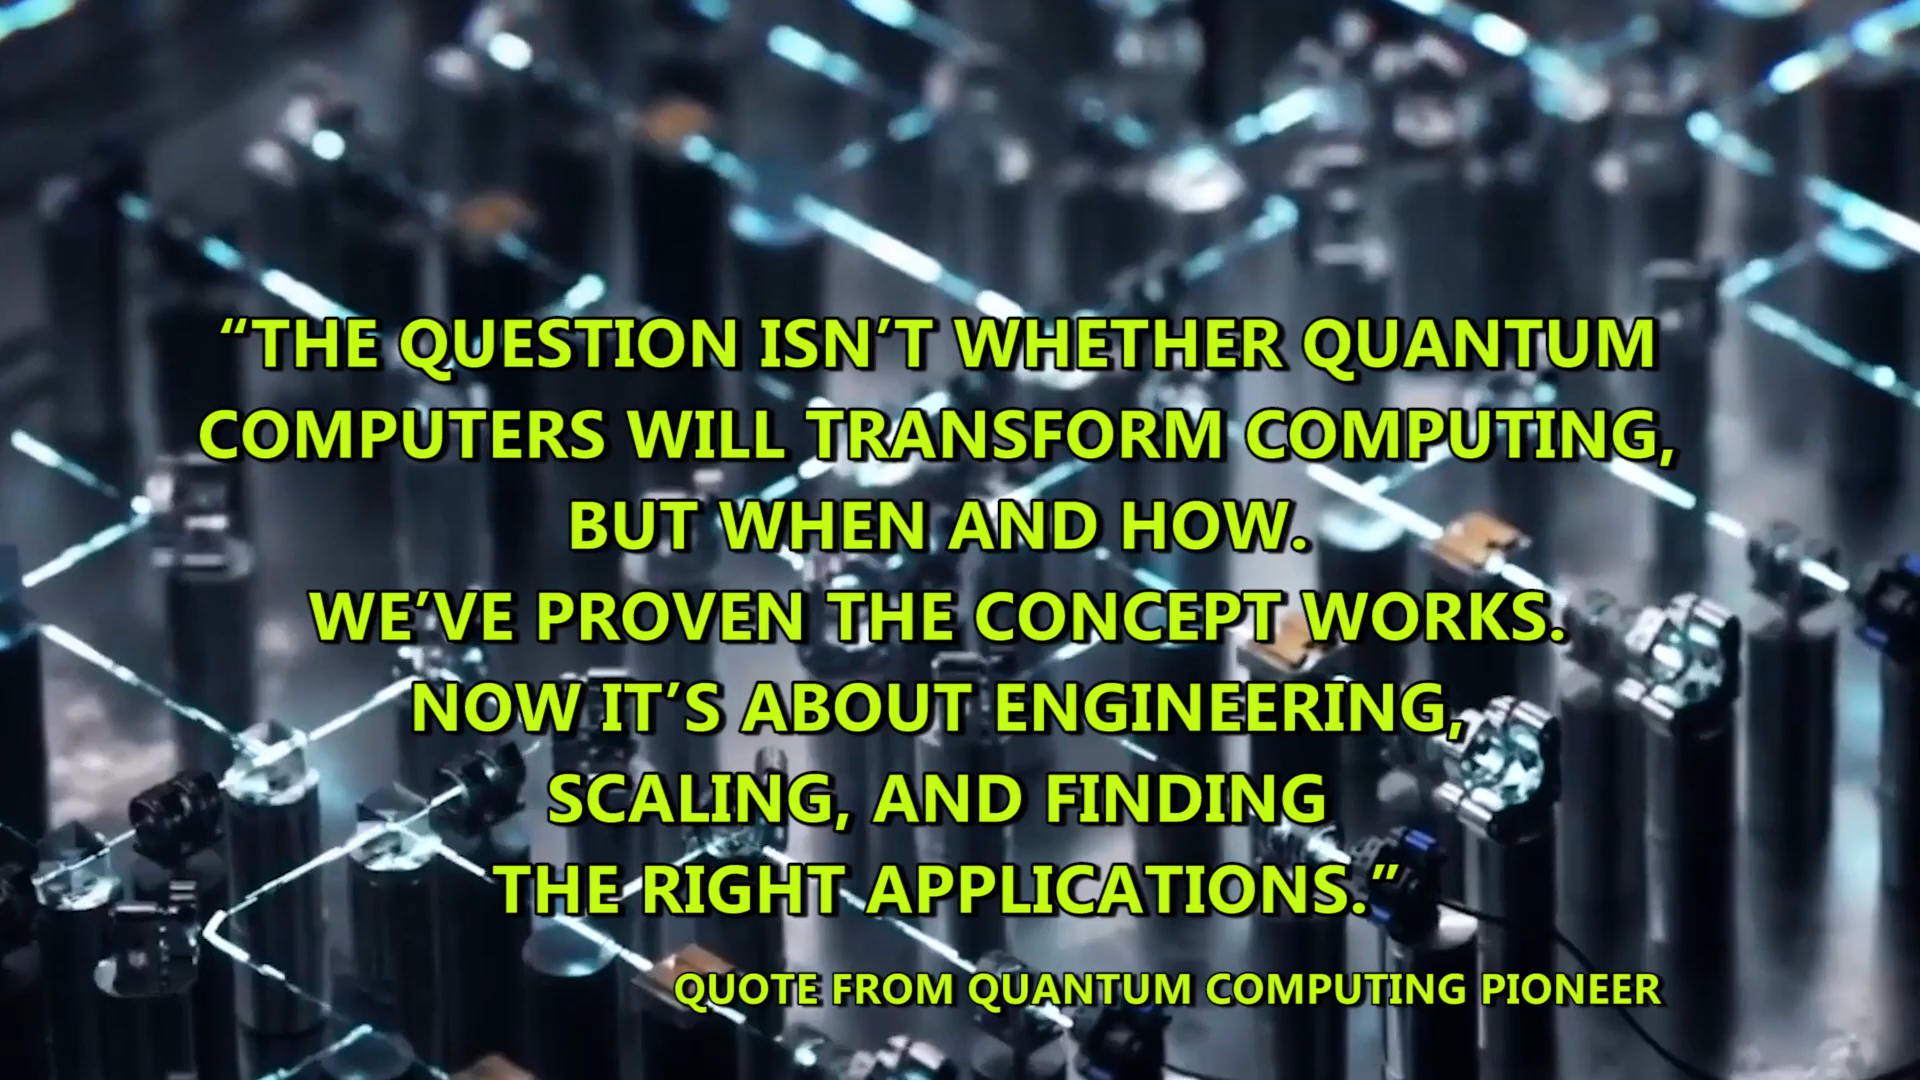 “THE QUESTION ISN’T WHETHER QUANTUM
COMPUTERS WILL TRANSFORM COMPUTING,
BUT WHEN AND HOW.
WE’VE PROVEN THE CONCEPT WORKS.
NOW IT’S ABOUT ENGINEERING,
SCALING, AND FINDING
THE RIGHT APPLICATIONS.”
QUOTE FROM QUANTUM COMPUTING PIONEER